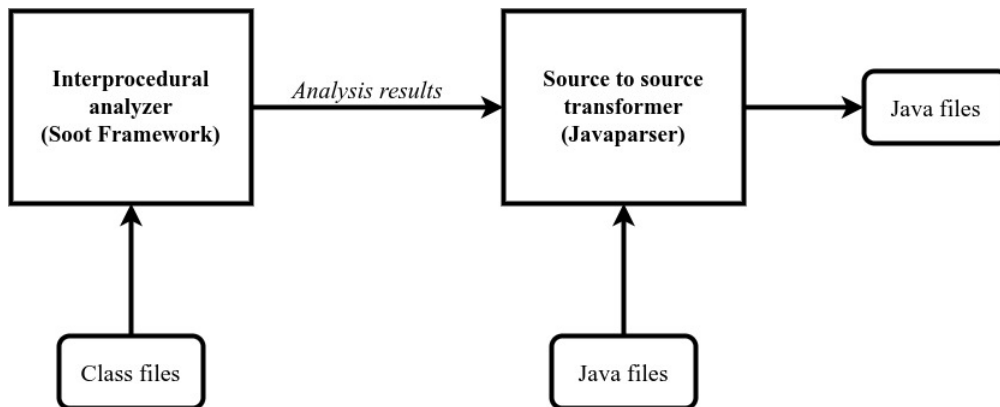 Interprocedural
analyzer
(Soot Framework)
Analysis results
Source to source
transformer
(Javaparser)
Java files
Class files
Java files